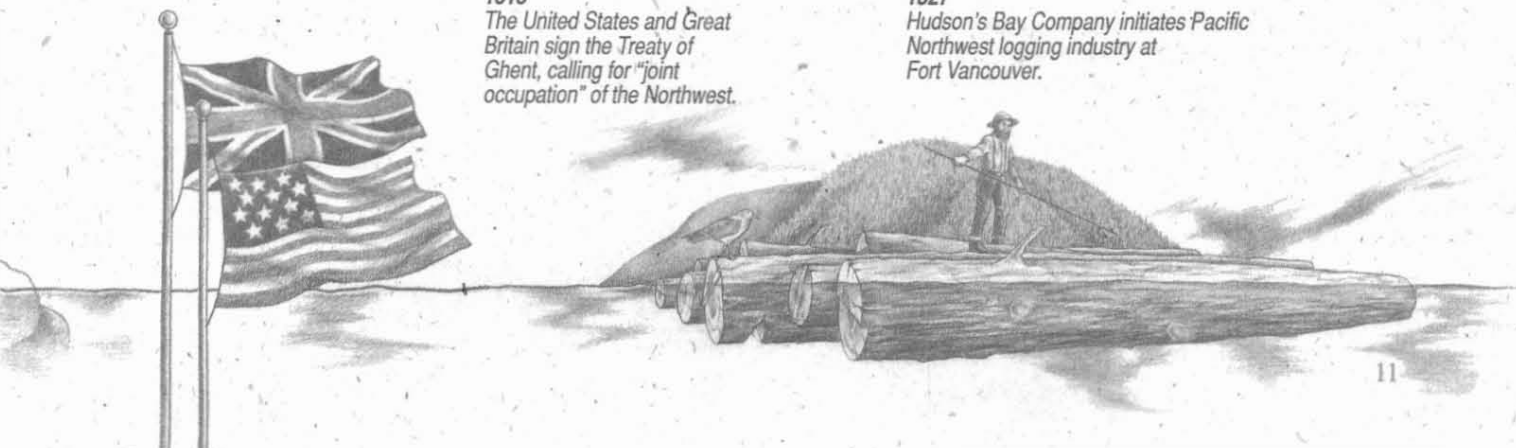 The United States and Great
Britain sign the Treaty of
Ghent, calling for "joint
occupation" of the Northwest.
Hudson's Bay Company initiates Pacific
Northwest logging industry at
Fort Vancouver.
11